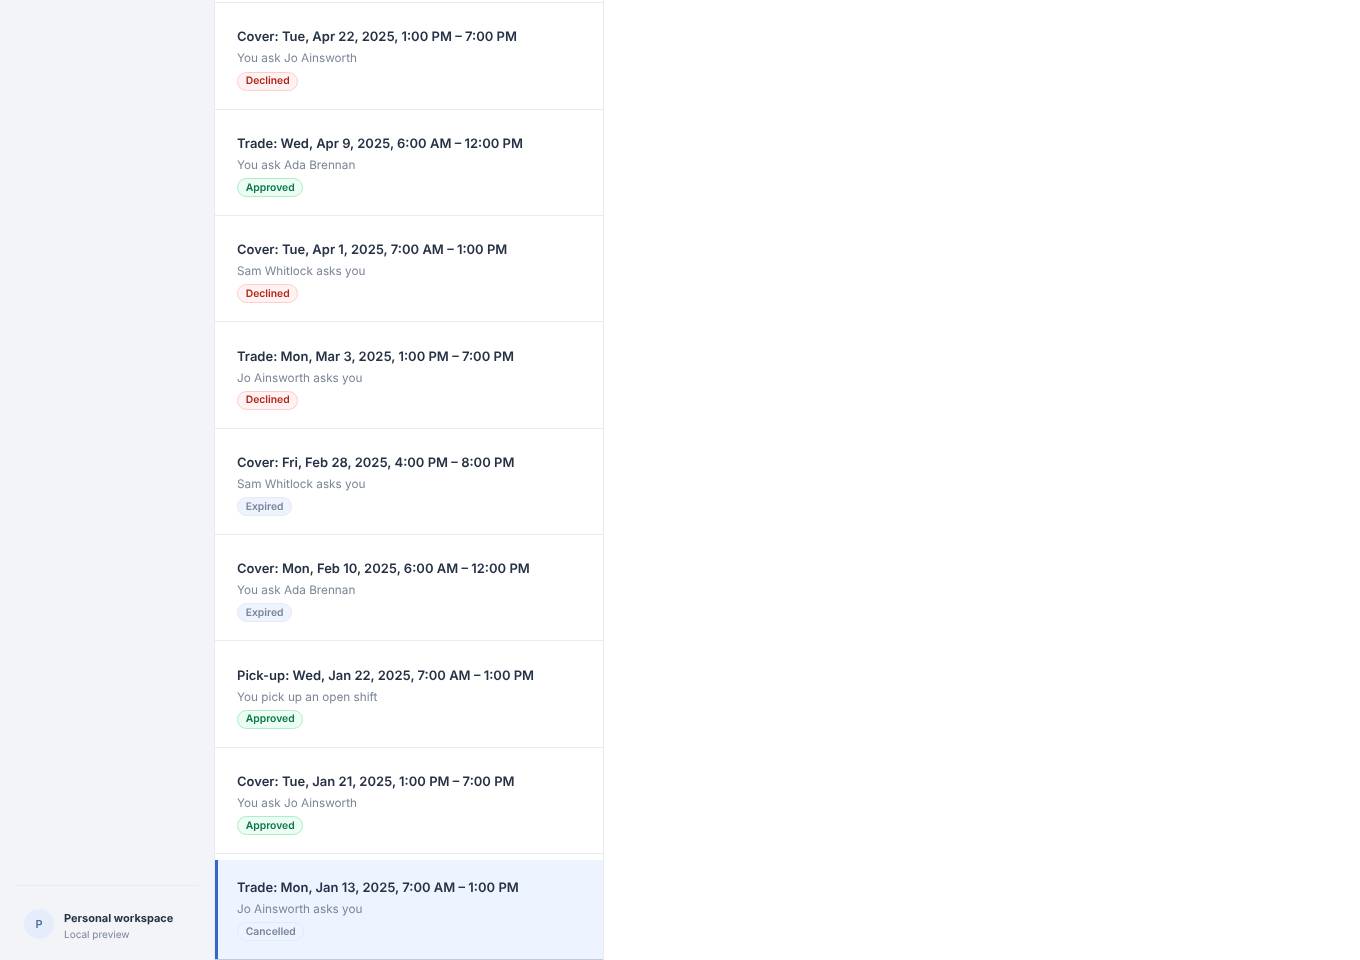 Cover: Tue, Apr 22, 2025, 1:00 PM – 7:00 PM
You ask Jo Ainsworth
Declined
Trade: Wed, Apr 9, 2025, 6:00 AM – 12:00 PM
You ask Ada Brennan
Approved
Cover: Tue, Apr 1, 2025, 7:00 AM – 1:00 PM
Sam Whitlock asks you
Declined
Trade: Mon, Mar 3, 2025, 1:00 PM – 7:00 PM
Jo Ainsworth asks you
Declined
Cover: Fri, Feb 28, 2025, 4:00 PM – 8:00 PM
Sam Whitlock asks you
Expired
Cover: Mon, Feb 10, 2025, 6:00 AM – 12:00 PM
You ask Ada Brennan
Expired
Pick-up: Wed, Jan 22, 2025, 7:00 AM – 1:00 PM
You pick up an open shift
Approved
Cover: Tue, Jan 21, 2025, 1:00 PM – 7:00 PM
You ask Jo Ainsworth
Approved
Trade: Mon, Jan 13, 2025, 7:00 AM – 1:00 PM
Jo Ainsworth asks you
Cancelled
P
Personal workspace
Local preview